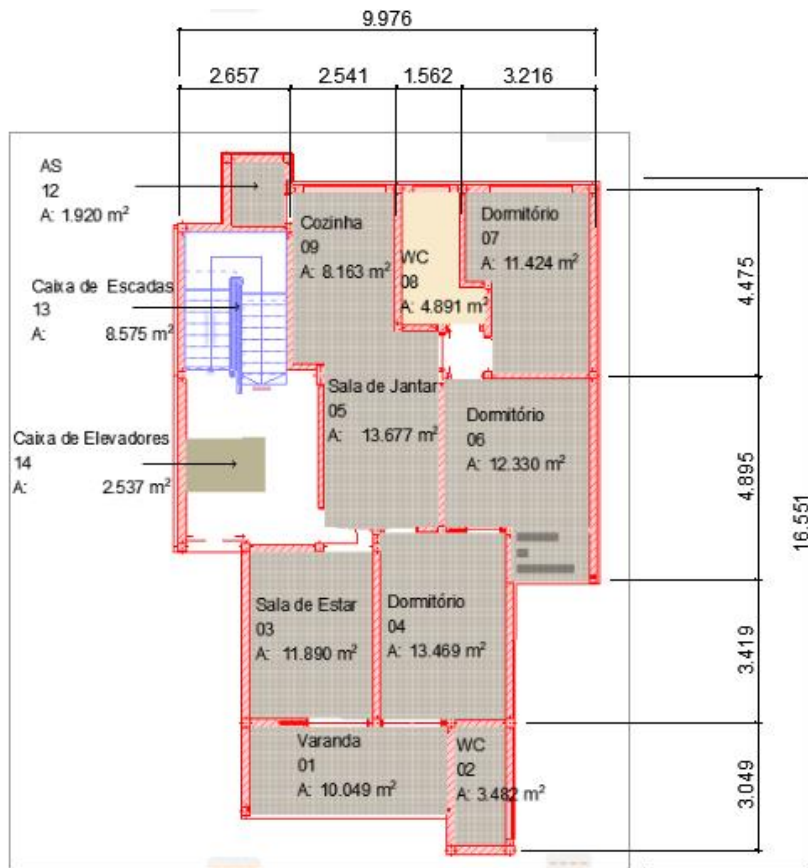 9.976
2.657
2.541
1.562
3.216
AS
12
A: 1.920 m²
Cozinha
09
A: 8.163 m²
WC
08
A: 4.891 m²
Dormitório
07
A: 11.424 m²
4.475
Caixa de Escadas
13
A: 8.575 m²
Sala de Jantar
05
A: 13.677 m²
Dormitório
06
A: 12.330 m²
Caixa de Elevadores
14
A: 2.537 m²
4.895
16.551
Sala de Estar
03
A: 11.890 m²
Dormitório
04
A: 13.469 m²
3.419
Varanda
01
A: 10.049 m²
WC
02
A: 3.482 m²
3.049